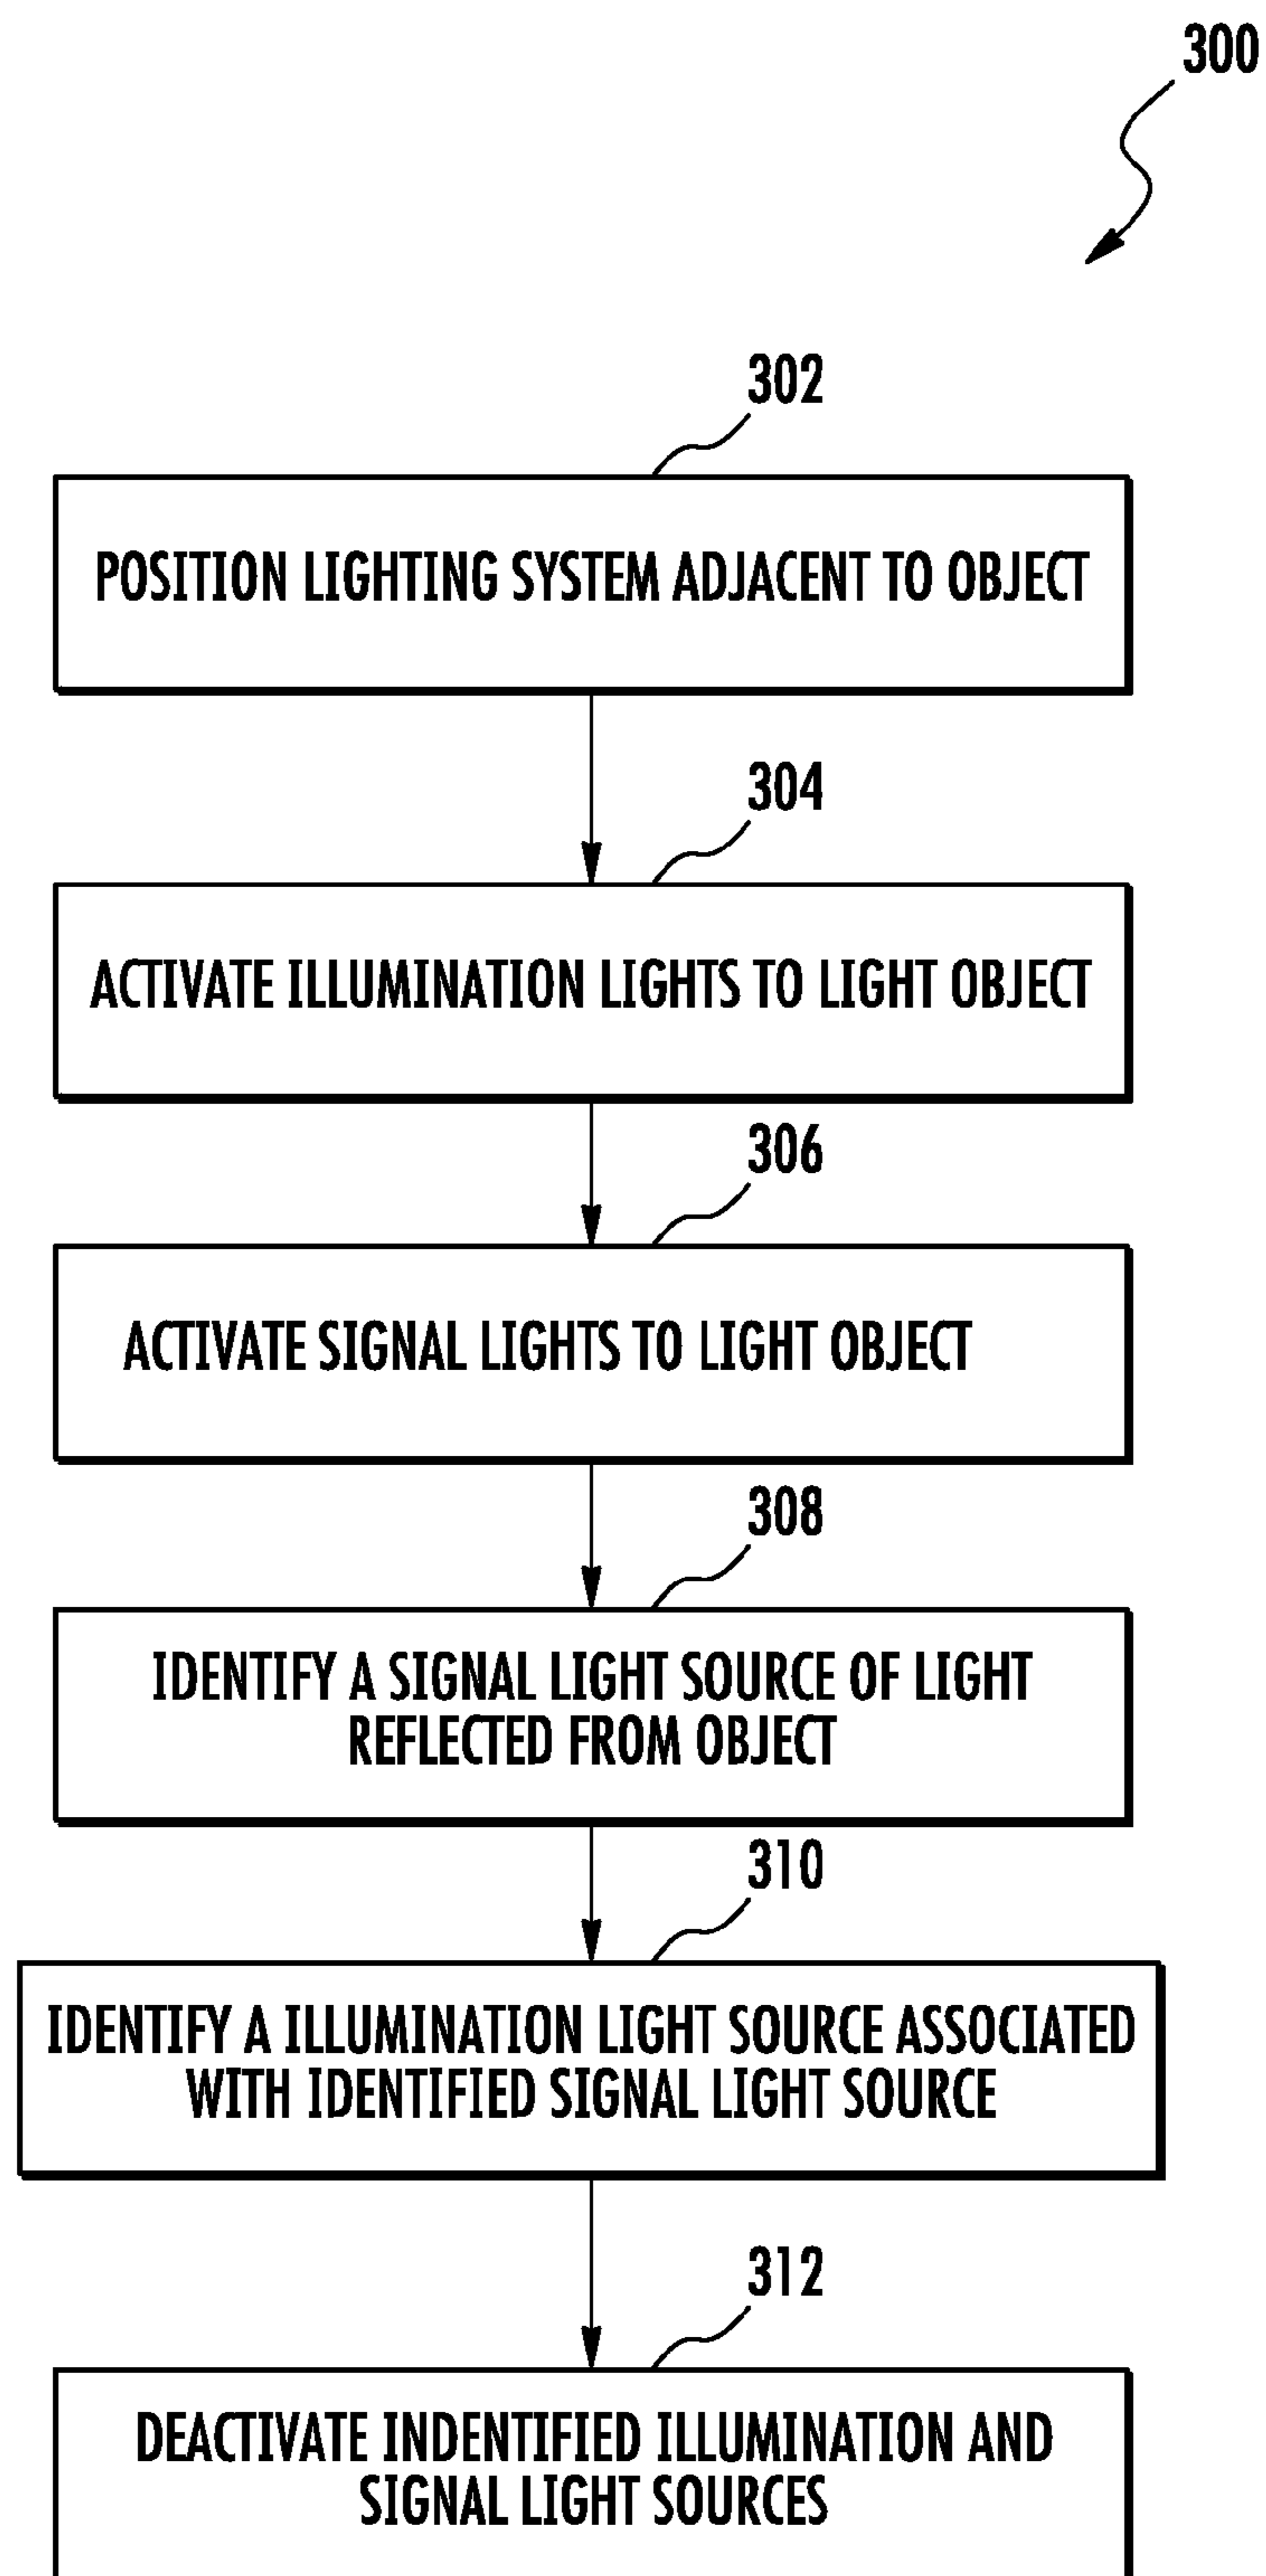 300
302
POSITION LIGHTING SYSTEM ADJACENT TO OBJECT
304
ACTIVATE ILLUMINATION LIGHTS TO LIGHT OBJECT
306
ACTIVATE SIGNAL LIGHTS TO LIGHT OBJECT
308
IDENTIFY A SIGNAL LIGHT SOURCE OF LIGHT
REFLECTED FROM OBJECT
310
IDENTIFY A ILLUMINATION LIGHT SOURCE ASSOCIATED
WITH IDENTIFIED SIGNAL LIGHT SOURCE
312
DEACTIVATE INDENTIFIED ILLUMINATION AND
SIGNAL LIGHT SOURCES